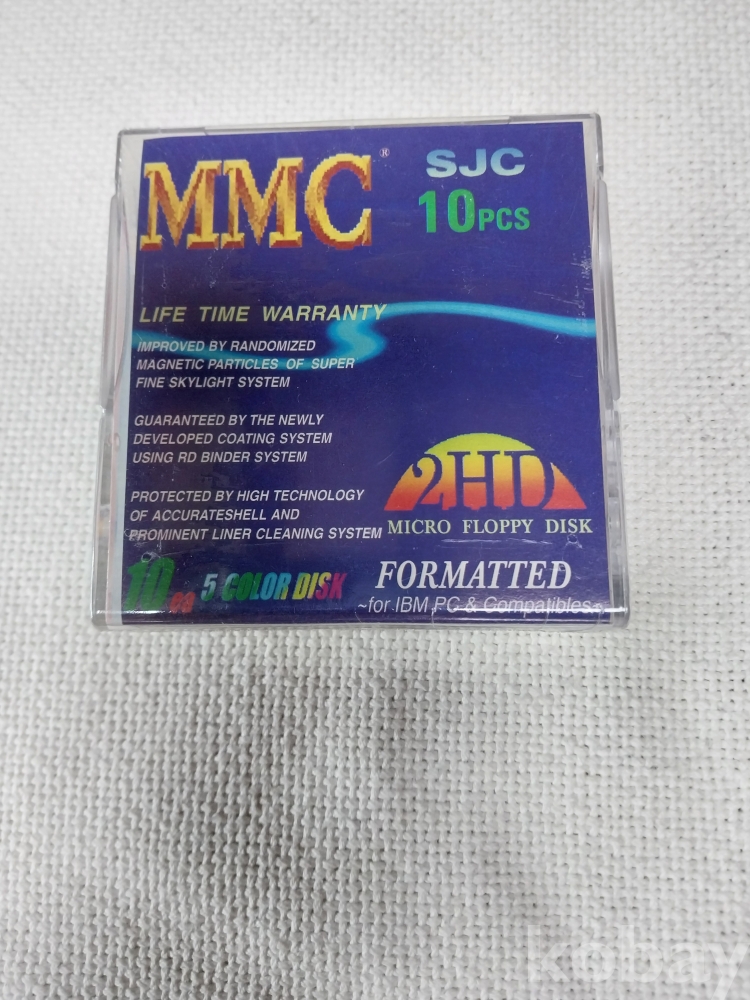 MMC®
SJC
10PCS
LIFE TIME WARRANTY
IMPROVED BY RANDOMIZED
MAGNETIC PARTICLES OF SUPER
FINE SKYLIGHT SYSTEM
GUARANTEED BY THE NEWLY
DEVELOPED COATING SYSTEM
USING RD BINDER SYSTEM
PROTECTED BY HIGH TECHNOLOGY
OF ACCURATESHELL AND
PROMINENT LINER CLEANING SYSTEM
2HD
MICRO FLOPPY DISK
10ea 5 COLOR DISK
FORMATTED
~for IBM PC & Compatibles~
kobay